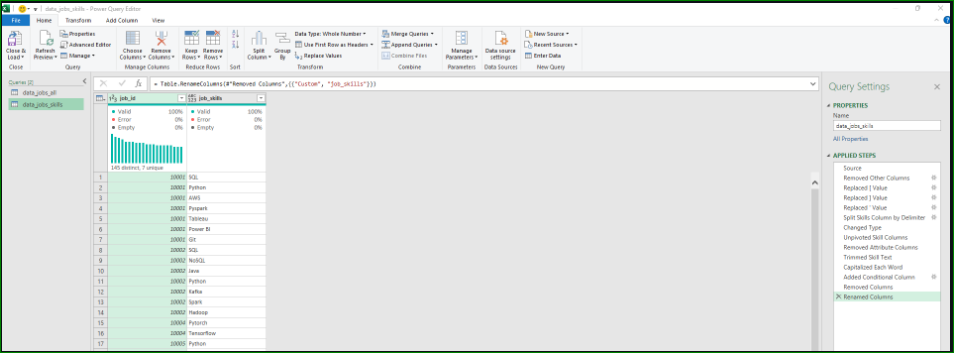 data_jobs_skills - Power Query Editor
File Home Transform Add Column View
Close & Load Close
Refresh Preview Properties Advanced Editor Manage Query
Choose Columns Remove Columns Manage Columns
Keep Rows Remove Rows Reduce Rows
Sort
Split Column Group By Data Type: Whole Number Use First Row as Headers Replace Values Transform
Merge Queries Append Queries Combine Files Combine
Manage Parameters Parameters
Data source settings Data Sources
New Source Recent Sources Enter Data New Query
Queries [2]
data_jobs_all
data_jobs_skills
fx = Table.RenameColumns(#"Removed Columns",{{"Custom", "job_skills"}})
1²3 job_id ABC 123 job_skills
Valid 100% Valid 100%
Error 0% Error 0%
Empty 0% Empty 0%
145 distinct, 7 unique
1 10001 SQL
2 10001 Python
3 10001 AWS
4 10001 Pyspark
5 10001 Tableau
6 10001 Power BI
7 10001 Git
8 10002 SQL
9 10002 NoSQL
10 10002 Java
11 10002 Python
12 10002 Kafka
13 10002 Spark
14 10002 Hadoop
15 10004 Pytorch
16 10004 Tensorflow
17 10005 Python
Query Settings
PROPERTIES
Name
data_jobs_skills
All Properties
APPLIED STEPS
Source
Removed Other Columns
Replaced [ Value
Replaced ] Value
Replaced ' Value
Split Skills Column by Delimiter
Changed Type
Unpivoted Skill Columns
Removed Attribute Columns
Trimmed Skill Text
Capitalized Each Word
Added Conditional Column
Removed Columns
Renamed Columns